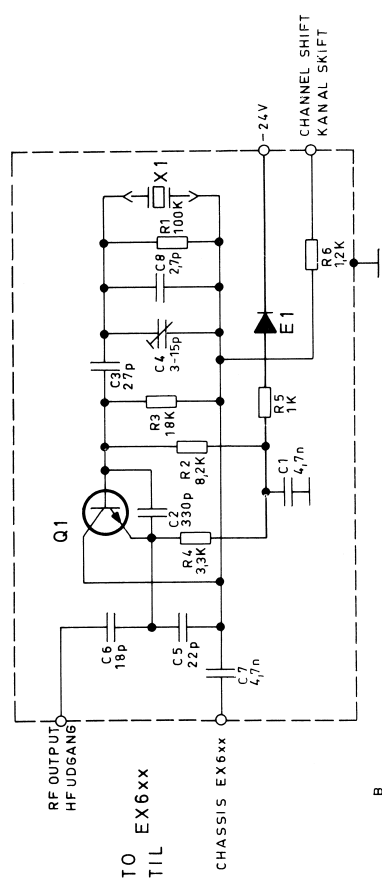 RF OUTPUT
HF UDGANG
TO EX6xx
TIL
CHASSIS EX6xx
Q1
C6
18p
C5
22p
C7
4,7n
C2
330p
R4
3,3K
R2
8,2K
R3
18K
C3
27p
C4
3-15p
C8
2,7p
R1
100K
X1
C1
4,7n
R5
1K
E1
R6
1,2K
-24V
CHANNEL SHIFT
KANAL SKIFT
B